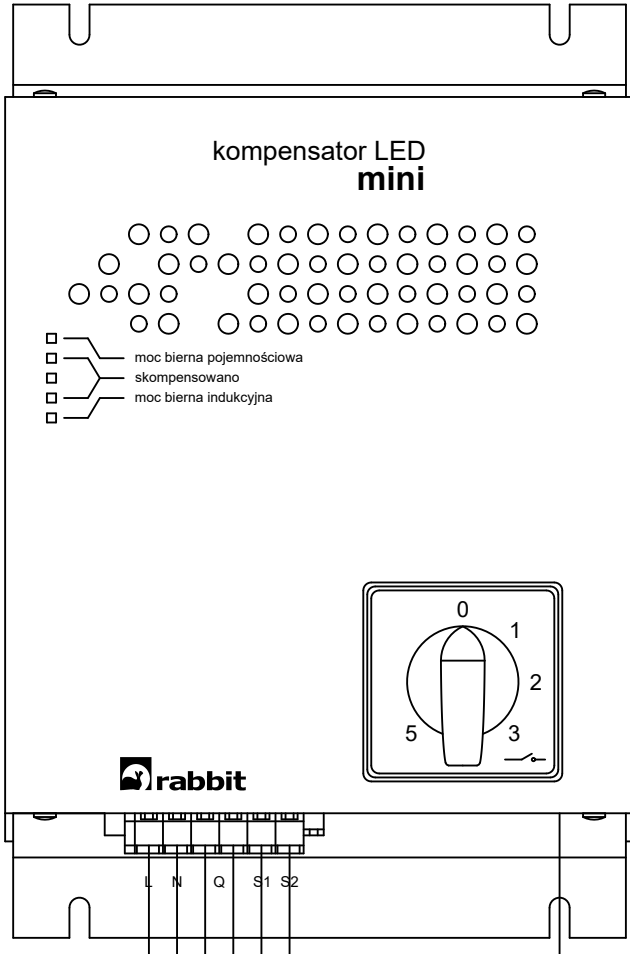 kompensator LED
mini
moc bierna pojemnościowa
skompensowano
moc bierna indukcyjna
0
1
2
5
3
rabbit
L N Q S1 S2